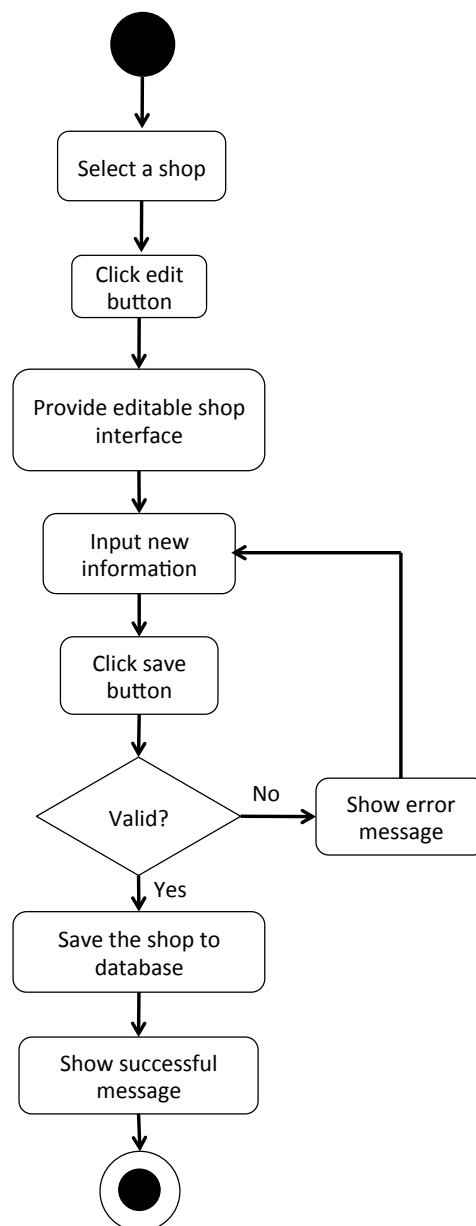 Select a shop
Click edit
button
Provide editable shop
interface
Input new
information
Click save
button
Valid?
No
Show error
message
Yes
Save the shop to
database
Show successful
message